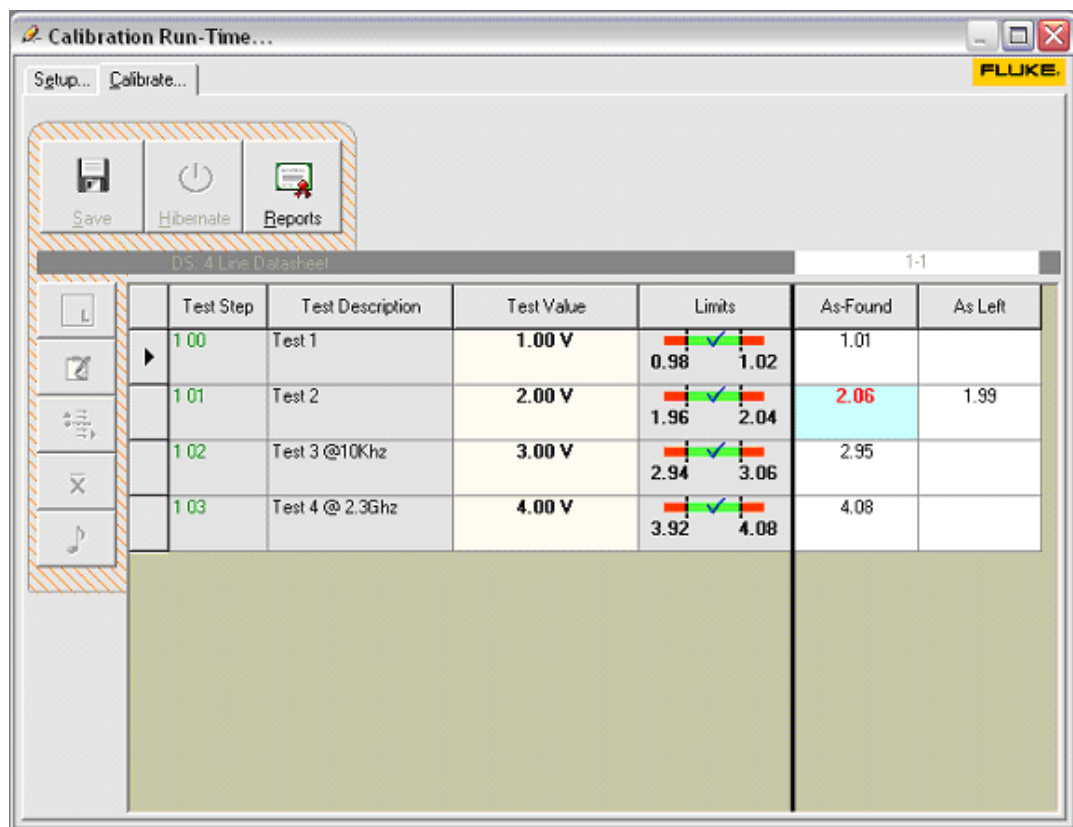 Calibration Run-Time...
Setup... Calibrate...
FLUKE.
Save Hibernate Reports
DS: 4 Line Datasheet 1-1
L
Test Step Test Description Test Value Limits As-Found As Left
1 00 Test 1 1.00 V 0.98 1.02 1.01
1 01 Test 2 2.00 V 1.96 2.04 2.06 1.99
1 02 Test 3 @10Khz 3.00 V 2.94 3.06 2.95
1 03 Test 4 @ 2.3Ghz 4.00 V 3.92 4.08 4.08
x̅